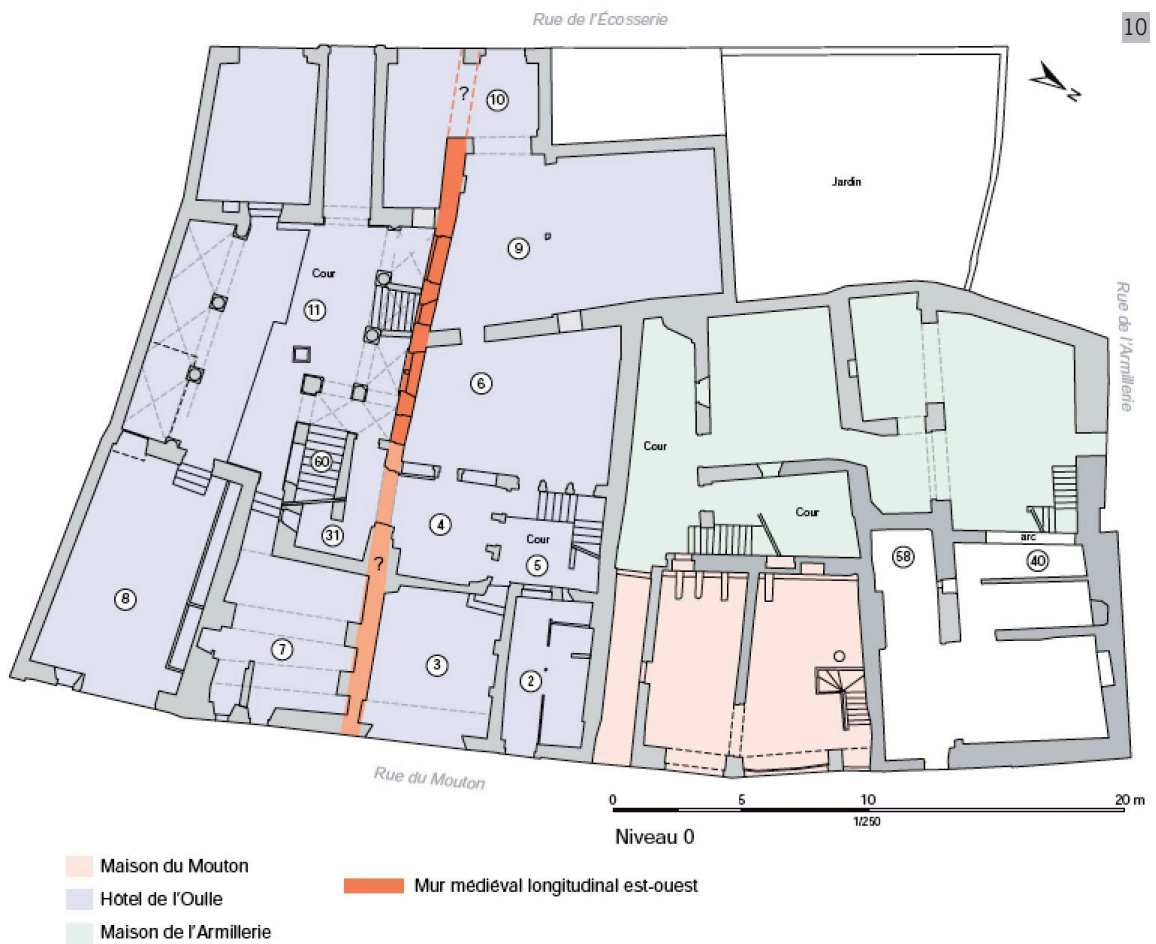 Rue de l'Écosserie
10
?
10
Jardin
9
Cour
11
Rue de l'Armillerie
6
Cour
60
4
Cour
Cour
31
5
arc
58
40
?
8
7
3
2
Rue du Mouton
0 5 10 20 m
1/250
Niveau 0
Maison du Mouton
Hôtel de l'Oulle
Mur médiéval longitudinal est-ouest
Maison de l'Armillerie
N